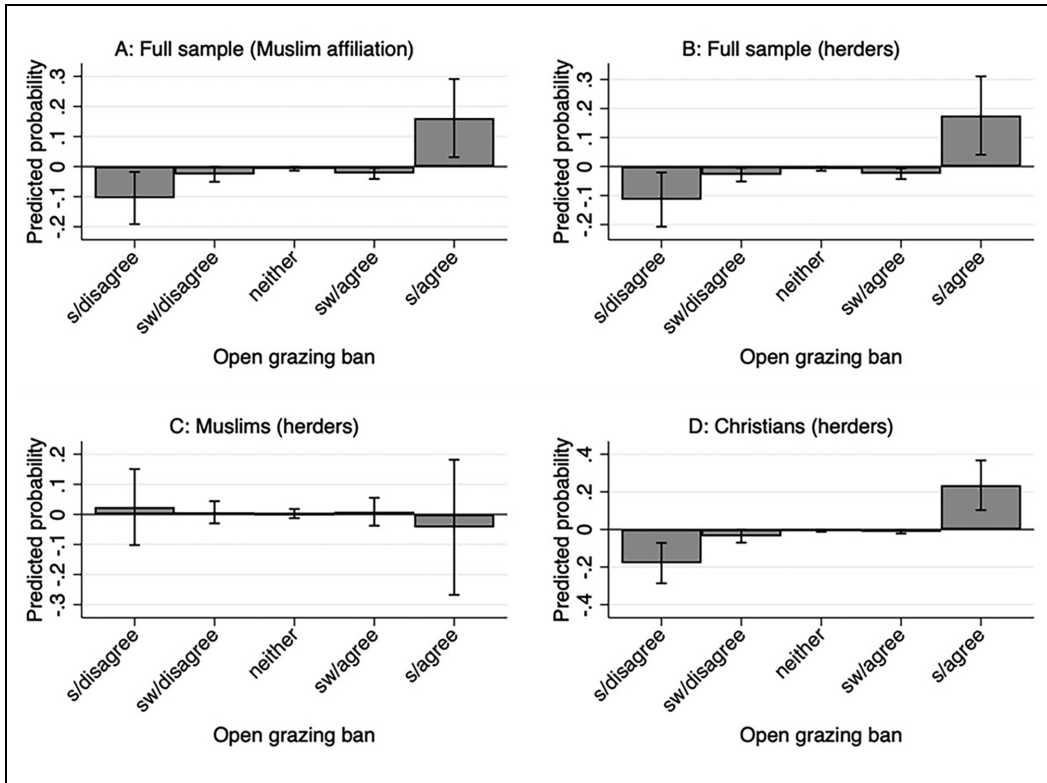 A: Full sample (Muslim affiliation)
Predicted probability
.3
.2
.1
0
-.1
-.2
s/disagree
sw/disagree
neither
sw/agree
s/agree
Open grazing ban
B: Full sample (herders)
Predicted probability
.3
.2
.1
0
-.1
-.2
s/disagree
sw/disagree
neither
sw/agree
s/agree
Open grazing ban
C: Muslims (herders)
Predicted probability
.2
.1
0
-.1
-.2
-.3
s/disagree
sw/disagree
neither
sw/agree
s/agree
Open grazing ban
D: Christians (herders)
Predicted probability
.4
.2
0
-.2
-.4
s/disagree
sw/disagree
neither
sw/agree
s/agree
Open grazing ban